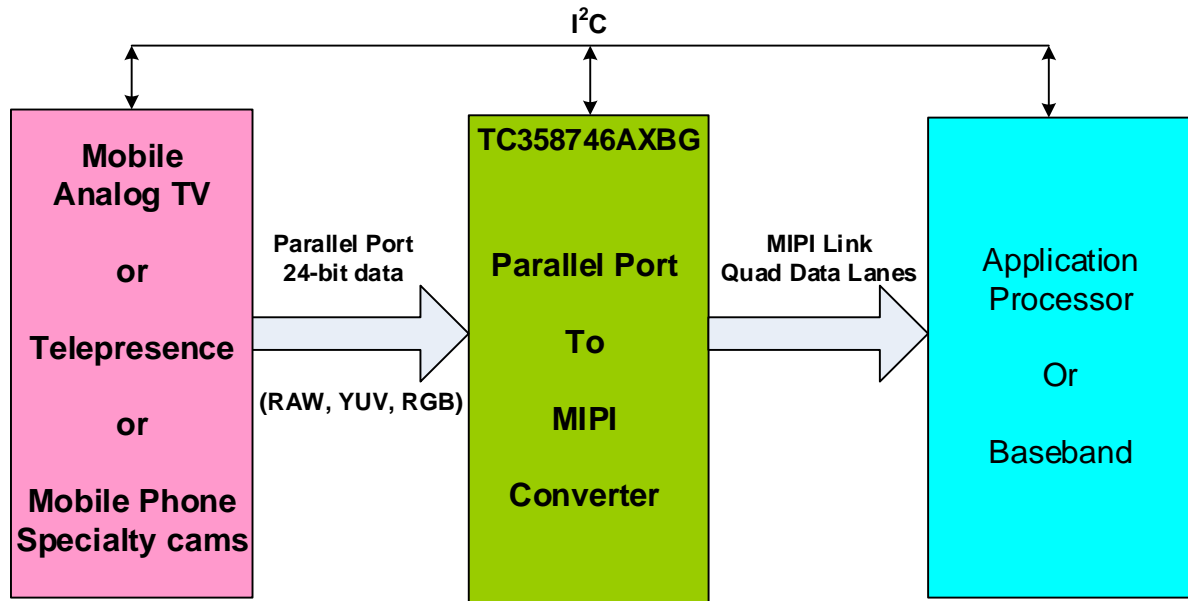 I²C
Mobile
Analog TV
or
Telepresence
or
Mobile Phone
Specialty cams
Parallel Port
24-bit data
(RAW, YUV, RGB)
TC358746AXBG
Parallel Port
To
MIPI
Converter
MIPI Link
Quad Data Lanes
Application
Processor
Or
Baseband